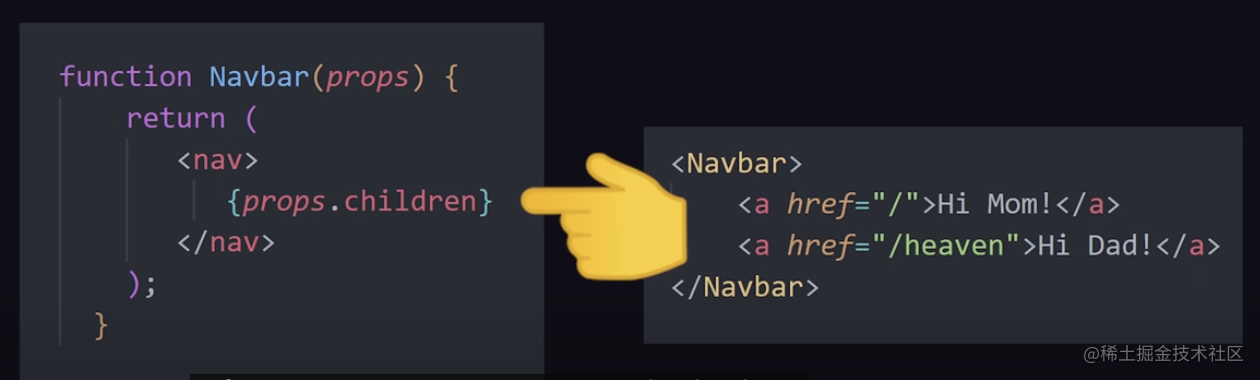 function Navbar(props) {
return (
<nav>
{props.children}
</nav>
);
}
<Navbar>
<a href="/">Hi Mom!</a>
<a href="/heaven">Hi Dad!</a>
</Navbar>
@稀土掘金技术社区